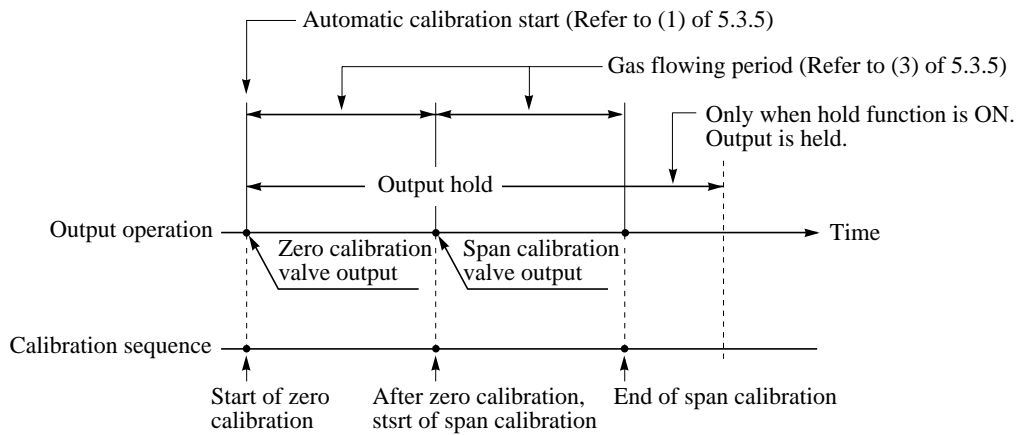 Automatic calibration start (Refer to (1) of 5.3.5)
Gas flowing period (Refer to (3) of 5.3.5)
Only when hold function is ON.
Output is held.
Output hold
Output operation
Time
Zero calibration
valve output
Span calibration
valve output
Calibration sequence
Start of zero
calibration
After zero calibration,
stsrt of span calibration
End of span calibration